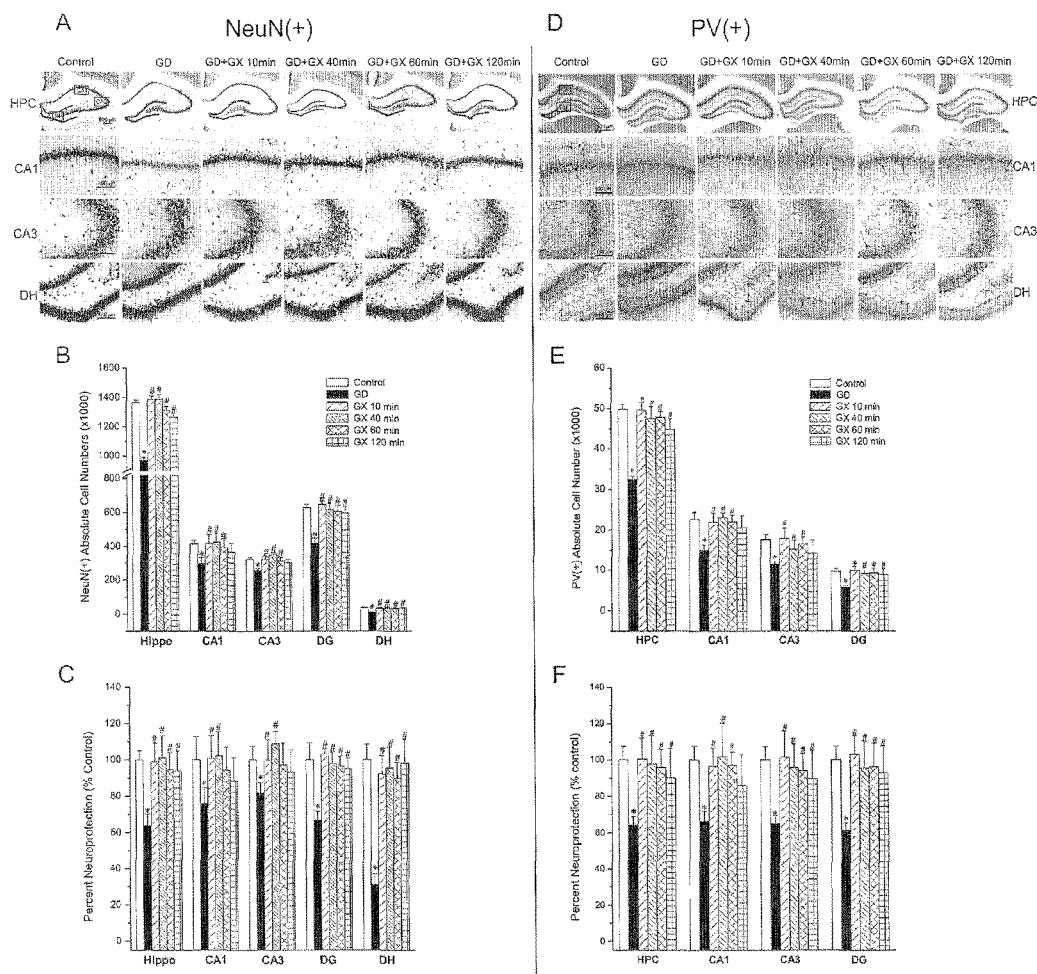 A
NeuN(+)
Control GD GD+GX 10min GD+GX 40min GD+GX 60min GD+GX 120min
HPC
CA1
CA3
DH
D
PV(+)
Control GD GD+GX 10min GD+GX 40min GD+GX 60min GD+GX 120min
HPC
CA1
CA3
DH
B
NeuN(+) Absolute Cell Numbers (x1000)
1600
1400
1200
1000
800
600
400
200
0
Control
GD
GX 10 min
GX 40 min
GX 60 min
GX 120 min
Hippo CA1 CA3 DG DH
E
PV(+) Absolute Cell Number (x1000)
60
50
40
30
20
10
0
Control
GD
GX 10 min
GX 40 min
GX 60 min
GX 120 min
HPC CA1 CA3 DG
C
Percent Neuroprotection (% Control)
140
120
100
80
60
40
20
0
Hippo CA1 CA3 DG DH
F
Percent Neuroprotection (% control)
140
120
100
80
60
40
20
0
HPC CA1 CA3 DG